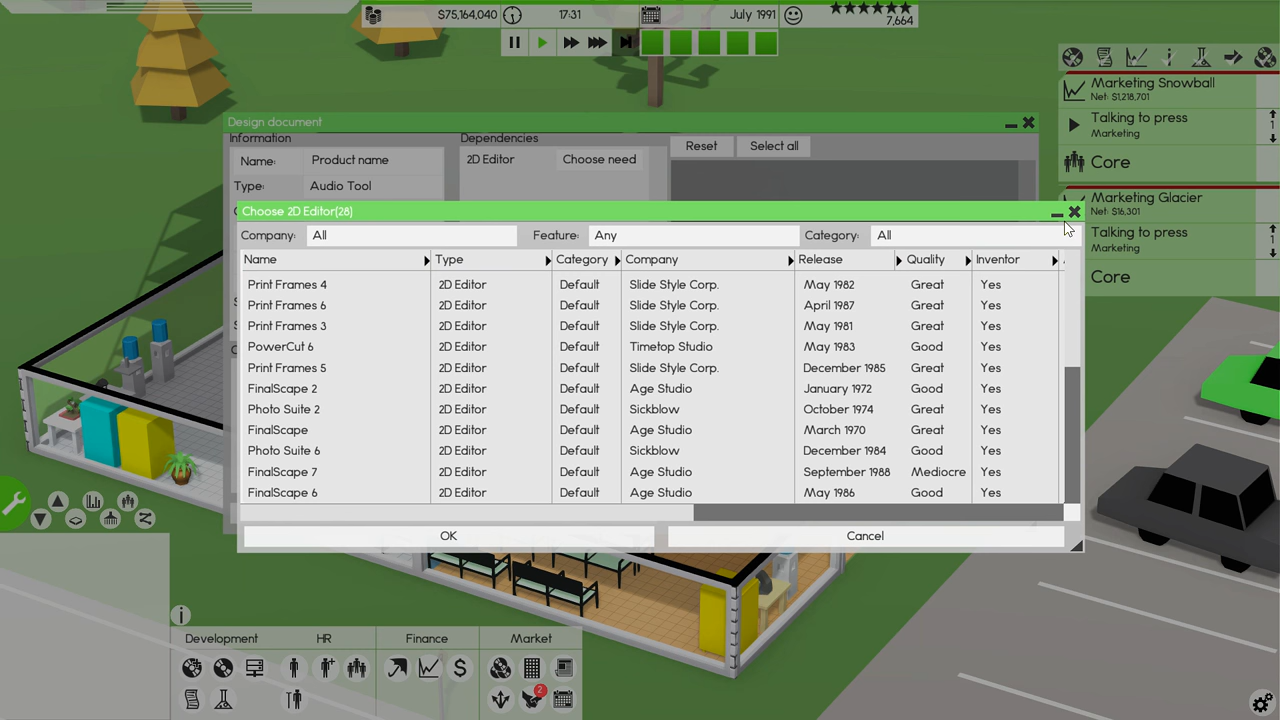 $75,164,040 17:31 July 1991 7,664
Marketing Snowball
Net: $1,218,701
Talking to press
Marketing
1
Core
Marketing Glacier
Net: $16,301
Talking to press
Marketing
1
Core
Design document
Information
Name: Product name
Type: Audio Tool
Dependencies
2D Editor Choose need
Reset Select all
Choose 2D Editor(28)
Company: All Feature: Any Category: All
Name Type Category Company Release Quality Inventor
Print Frames 4 2D Editor Default Slide Style Corp. May 1982 Great Yes
Print Frames 6 2D Editor Default Slide Style Corp. April 1987 Great Yes
Print Frames 3 2D Editor Default Slide Style Corp. May 1981 Great Yes
PowerCut 6 2D Editor Default Timetop Studio May 1983 Good Yes
Print Frames 5 2D Editor Default Slide Style Corp. December 1985 Great Yes
FinalScape 2 2D Editor Default Age Studio January 1972 Good Yes
Photo Suite 2 2D Editor Default Sickblow October 1974 Great Yes
FinalScape 2D Editor Default Age Studio March 1970 Great Yes
Photo Suite 6 2D Editor Default Sickblow December 1984 Good Yes
FinalScape 7 2D Editor Default Age Studio September 1988 Mediocre Yes
FinalScape 6 2D Editor Default Age Studio May 1986 Good Yes
OK Cancel
Development HR Finance Market
2